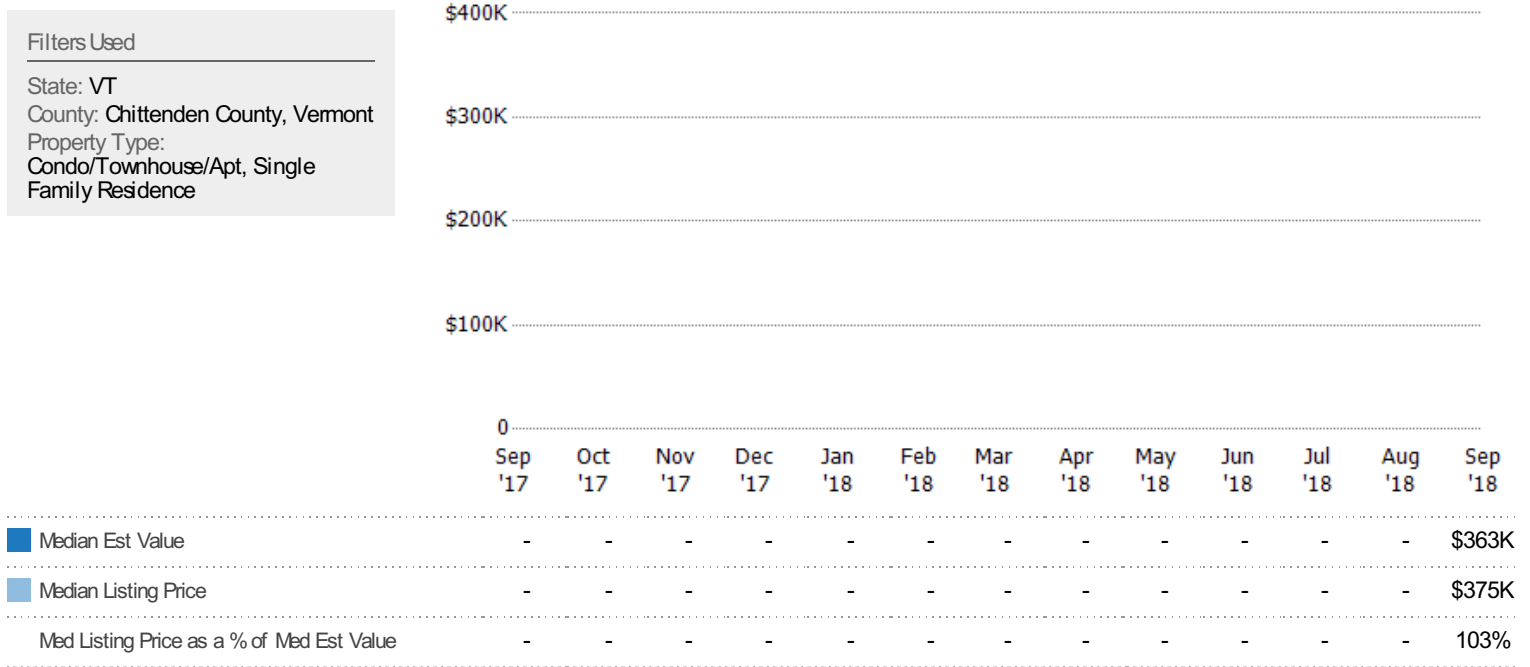 Filters Used
State: VT
County: Chittenden County, Vermont
Property Type:
Condo/Townhouse/Apt, Single
Family Residence
$400K
$300K
$200K
$100K
0
Sep Oct Nov Dec Jan Feb Mar Apr May Jun Jul Aug Sep
'17 '17 '17 '17 '18 '18 '18 '18 '18 '18 '18 '18 '18
Median Est Value - - - - - - - - - - - - $363K
Median Listing Price - - - - - - - - - - - - $375K
Med Listing Price as a % of Med Est Value - - - - - - - - - - - - 103%